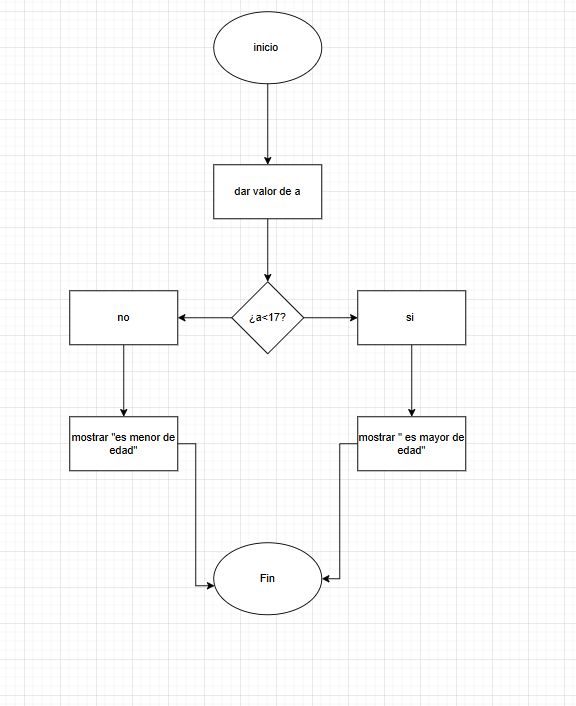 inicio
dar valor de a
no
¿a<17?
si
mostrar "es menor de
edad"
mostrar " es mayor de
edad"
Fin